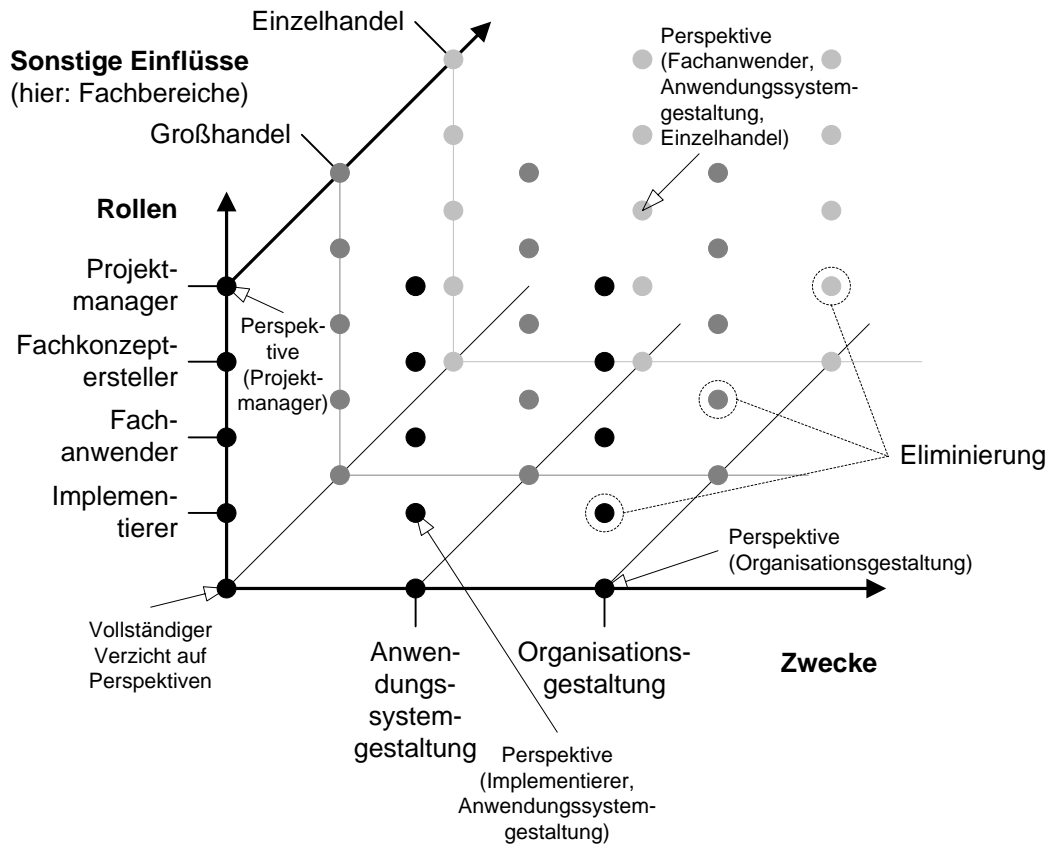 Einzelhandel
Sonstige Einflüsse
(hier: Fachbereiche)
Großhandel
Perspektive
(Fachanwender,
Anwendungssystem-
gestaltung,
Einzelhandel)
Rollen
Projekt-
manager
Fachkonzept-
ersteller
Fach-
anwender
Implemen-
tierer
Perspek-
tive
(Projekt-
manager)
Eliminierung
Perspektive
(Organisationsgestaltung)
Vollständiger
Verzicht auf
Perspektiven
Anwen-
dungs-
system-
gestaltung
Organisations-
gestaltung
Zwecke
Perspektive
(Implementierer,
Anwendungssystem-
gestaltung)